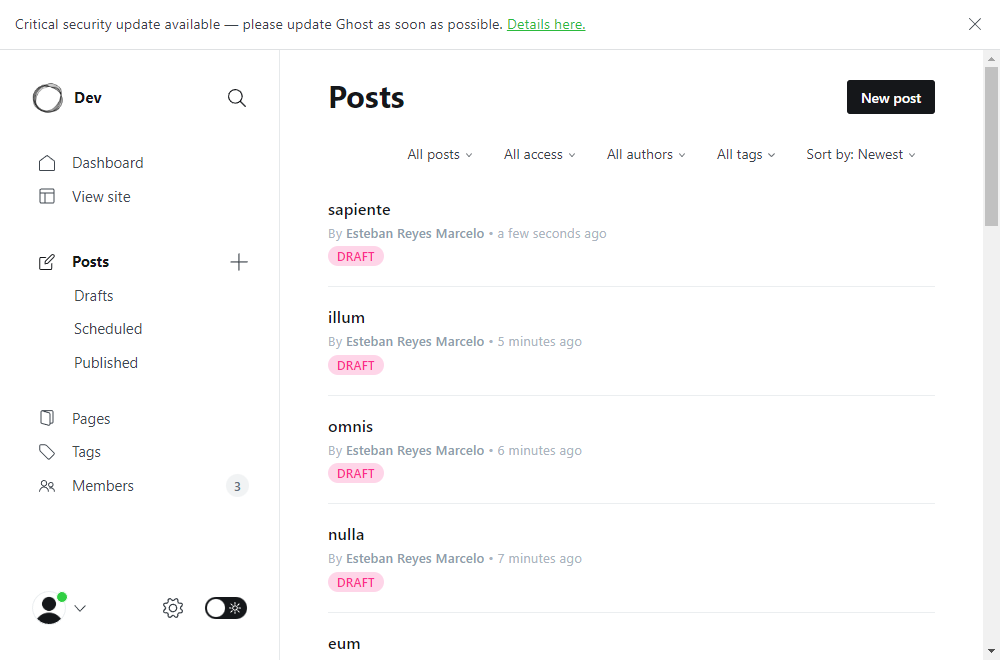 Critical security update available — please update Ghost as soon as possible. Details here.
Dev
Dashboard
View site
Posts
Drafts
Scheduled
Published
Pages
Tags
Members 3
Posts
New post
All posts All access All authors All tags Sort by: Newest
sapiente
By Esteban Reyes Marcelo • a few seconds ago
DRAFT
illum
By Esteban Reyes Marcelo • 5 minutes ago
DRAFT
omnis
By Esteban Reyes Marcelo • 6 minutes ago
DRAFT
nulla
By Esteban Reyes Marcelo • 7 minutes ago
DRAFT
eum